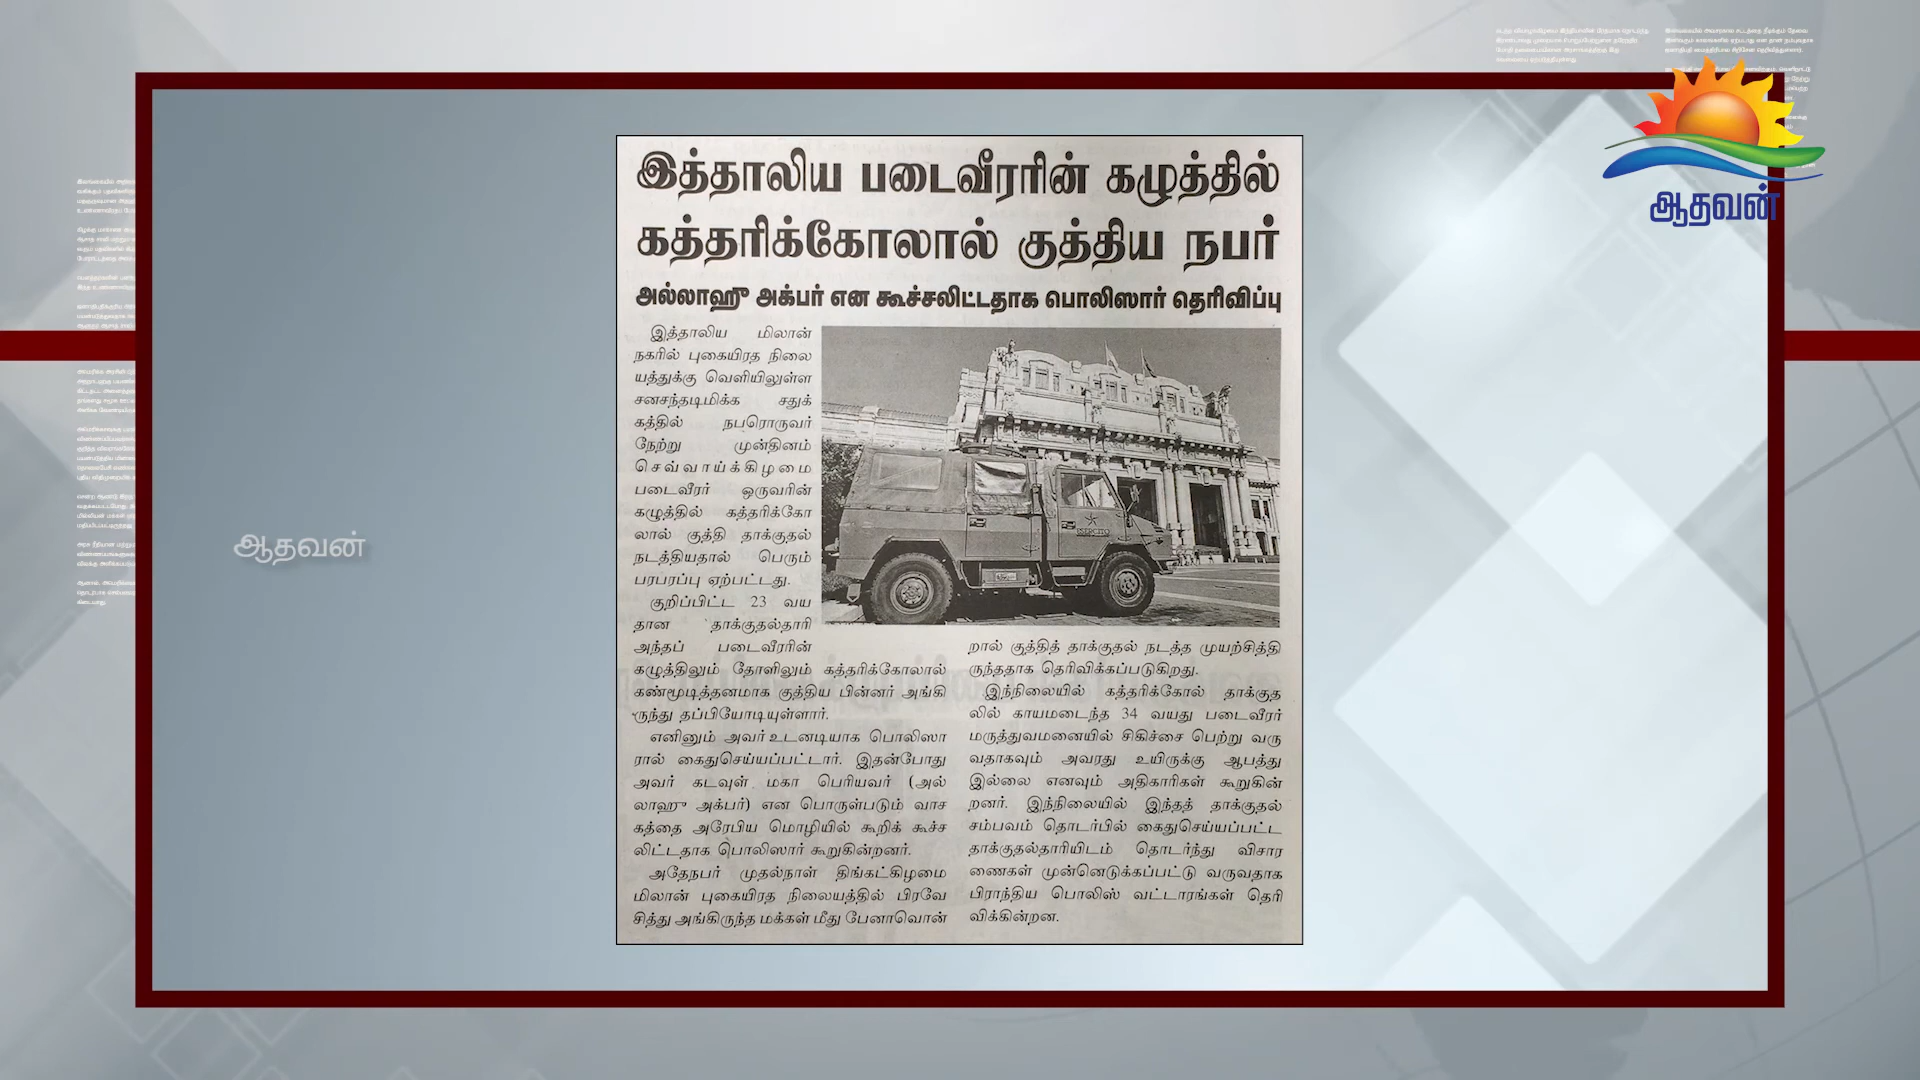 ஆதவன்
ஆதவன்
இத்தாலிய படைவீரரின் கழுத்தில்
கத்தரிக்கோலால் குத்திய நபர்
அல்லாஹு அக்பர் என கூச்சலிட்டதாக பொலிஸார் தெரிவிப்பு
இத்தாலிய மிலான்
நகரில் புகையிரத நிலை
யத்துக்கு வெளியிலுள்ள
சனசந்தடிமிக்க சதுக்
கத்தில் நபரொருவர்
நேற்று முன்தினம்
செவ்வாய்க்கிழமை
படைவீரர் ஒருவரின்
கழுத்தில் கத்தரிக்கோ
லால் குத்தி தாக்குதல்
நடத்தியதால் பெரும்
பரபரப்பு ஏற்பட்டது.
குறிப்பிட்ட 23 வய
தான தாக்குதல்தாரி
அந்தப் படைவீரரின்
கழுத்திலும் தோளிலும் கத்தரிக்கோலால்
கண்மூடித்தனமாக குத்திய பின்னர் அங்கி
ருந்து தப்பியோடியுள்ளார்.
எனினும் அவர் உடனடியாக பொலிஸா
ரால் கைதுசெய்யப்பட்டார். இதன்போது
அவர் கடவுள் மகா பெரியவர் (அல்
லாஹு அக்பர்) என பொருள்படும் வாச
கத்தை அரேபிய மொழியில் கூறிக் கூச்ச
லிட்டதாக பொலிஸார் கூறுகின்றனர்.
அதேநபர் முதல்நாள் திங்கட்கிழமை
மிலான் புகையிரத நிலையத்தில் பிரவே
சித்து அங்கிருந்த மக்கள் மீது பேனாவொன்
றால் குத்தித் தாக்குதல் நடத்த முயற்சித்தி
ருந்ததாக தெரிவிக்கப்படுகிறது.
இந்நிலையில் கத்தரிக்கோல் தாக்குத
லில் காயமடைந்த 34 வயது படைவீரர்
மருத்துவமனையில் சிகிச்சை பெற்று வரு
வதாகவும் அவரது உயிருக்கு ஆபத்து
இல்லை எனவும் அதிகாரிகள் கூறுகின்
றனர். இந்நிலையில் இந்தத் தாக்குதல்
சம்பவம் தொடர்பில் கைதுசெய்யப்பட்ட
தாக்குதல்தாரியிடம் தொடர்ந்து விசார
ணைகள் முன்னெடுக்கப்பட்டு வருவதாக
பிராந்திய பொலிஸ் வட்டாரங்கள் தெரி
விக்கின்றன.
ESERCITO